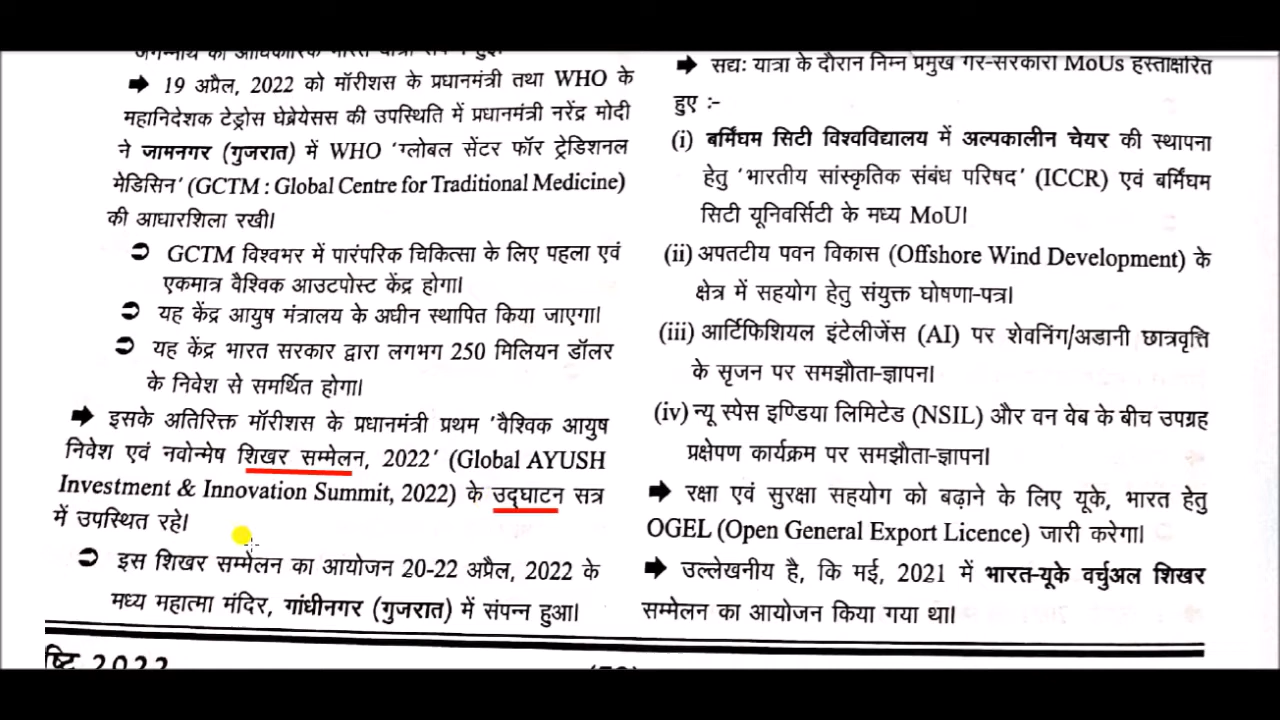 ➡ 19 अप्रैल, 2022 को मॉरीशस के प्रधानमंत्री तथा WHO के
महानिदेशक टेड्रोस घेब्रेयेसस की उपस्थिति में प्रधानमंत्री नरेंद्र मोदी
ने जामनगर (गुजरात) में WHO 'ग्लोबल सेंटर फॉर ट्रेडिशनल
मेडिसिन' (GCTM : Global Centre for Traditional Medicine)
की आधारशिला रखी।
➲ GCTM विश्वभर में पारंपरिक चिकित्सा के लिए पहला एवं
एकमात्र वैश्विक आउटपोस्ट केंद्र होगा।
➲ यह केंद्र आयुष मंत्रालय के अधीन स्थापित किया जाएगा।
➲ यह केंद्र भारत सरकार द्वारा लगभग 250 मिलियन डॉलर
के निवेश से समर्थित होगा।
➡ इसके अतिरिक्त मॉरीशस के प्रधानमंत्री प्रथम 'वैश्विक आयुष
निवेश एवं नवोन्मेष शिखर सम्मेलन, 2022' (Global AYUSH
Investment & Innovation Summit, 2022) के उद्घाटन सत्र
में उपस्थित रहे।
➲ इस शिखर सम्मेलन का आयोजन 20-22 अप्रैल, 2022 के
मध्य महात्मा मंदिर, गांधीनगर (गुजरात) में संपन्न हुआ।
➡ सद्य: यात्रा के दौरान निम्न प्रमुख गैर-सरकारी MoUs हस्ताक्षरित
हुए :-
(i) बर्मिंघम सिटी विश्वविद्यालय में अल्पकालीन चेयर की स्थापना
हेतु 'भारतीय सांस्कृतिक संबंध परिषद' (ICCR) एवं बर्मिंघम
सिटी यूनिवर्सिटी के मध्य MoU।
(ii) अपतटीय पवन विकास (Offshore Wind Development) के
क्षेत्र में सहयोग हेतु संयुक्त घोषणा-पत्र।
(iii) आर्टिफिशियल इंटेलीजेंस (AI) पर शेवनिंग/अडानी छात्रवृत्ति
के सृजन पर समझौता-ज्ञापन।
(iv) न्यू स्पेस इण्डिया लिमिटेड (NSIL) और वन वेब के बीच उपग्रह
प्रक्षेपण कार्यक्रम पर समझौता-ज्ञापन।
➡ रक्षा एवं सुरक्षा सहयोग को बढ़ाने के लिए यूके, भारत हेतु
OGEL (Open General Export Licence) जारी करेगा।
➡ उल्लेखनीय है, कि मई, 2021 में भारत-यूके वर्चुअल शिखर
सम्मेलन का आयोजन किया गया था।
2022